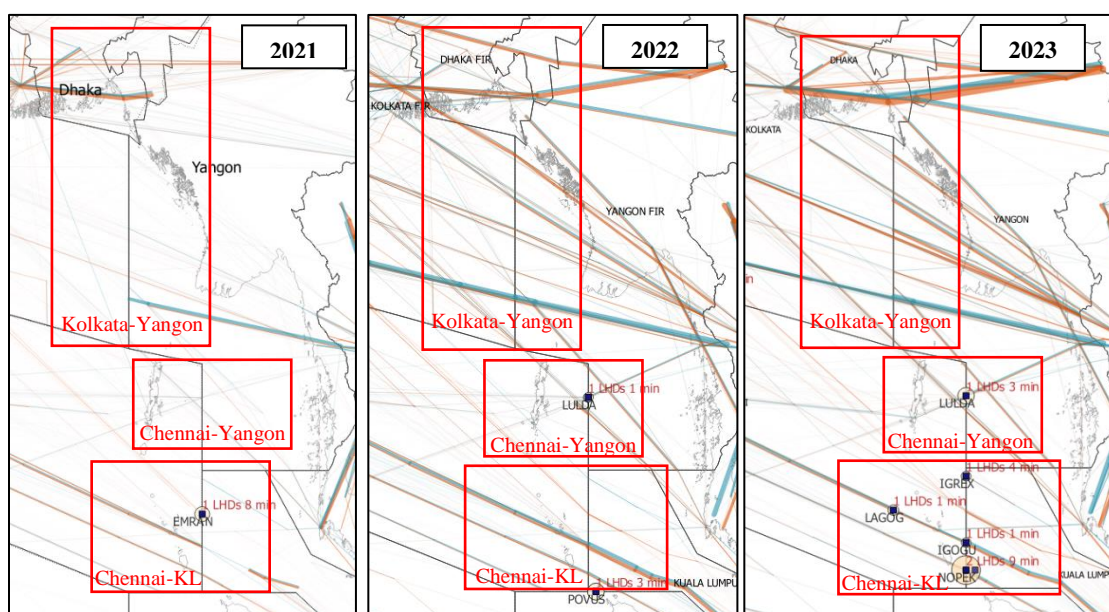 2021
Dhaka
Yangon
Kolkata-Yangon
Chennai-Yangon
1 LHDs 8 min
EMRAN
Chennai-KL
2022
DHAKA FIR
KOLKATA FIR
YANGON FIR
Kolkata-Yangon
1 LHDs 1 min
LULDA
Chennai-Yangon
Chennai-KL
1 LHDs 3 min
KUALA LUMPU
POVUS
2023
DHAKA
KOLKATA
YANGON
Kolkata-Yangon
1 LHDs 3 min
LULDA
Chennai-Yangon
1 LHDs 4 min
IGREX
1 LHDs 1 min
LAGOG
1 LHDs 1 min
IGOGU
2 LHDs 9 min
NOPEK
KUALA LUMP
Chennai-KL